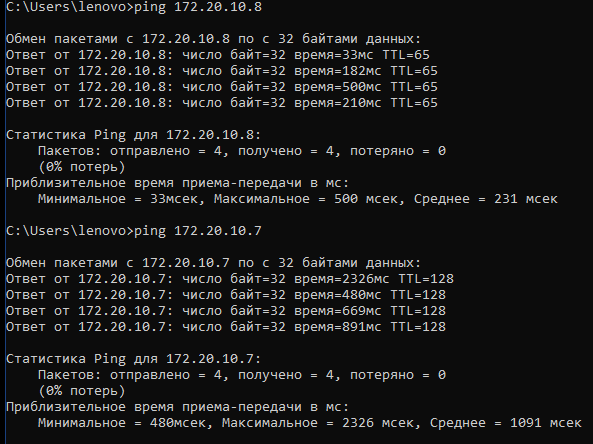 C:\Users\lenovo>ping 172.20.10.8
Обмен пакетами с 172.20.10.8 по с 32 байтами данных:
Ответ от 172.20.10.8: число байт=32 время=33мс TTL=65
Ответ от 172.20.10.8: число байт=32 время=182мс TTL=65
Ответ от 172.20.10.8: число байт=32 время=500мс TTL=65
Ответ от 172.20.10.8: число байт=32 время=210мс TTL=65
Статистика Ping для 172.20.10.8:
Пакетов: отправлено = 4, получено = 4, потеряно = 0
(0% потерь)
Приблизительное время приема-передачи в мс:
Минимальное = 33мсек, Максимальное = 500 мсек, Среднее = 231 мсек
C:\Users\lenovo>ping 172.20.10.7
Обмен пакетами с 172.20.10.7 по с 32 байтами данных:
Ответ от 172.20.10.7: число байт=32 время=2326мс TTL=128
Ответ от 172.20.10.7: число байт=32 время=480мс TTL=128
Ответ от 172.20.10.7: число байт=32 время=669мс TTL=128
Ответ от 172.20.10.7: число байт=32 время=891мс TTL=128
Статистика Ping для 172.20.10.7:
Пакетов: отправлено = 4, получено = 4, потеряно = 0
(0% потерь)
Приблизительное время приема-передачи в мс:
Минимальное = 480мсек, Максимальное = 2326 мсек, Среднее = 1091 мсек